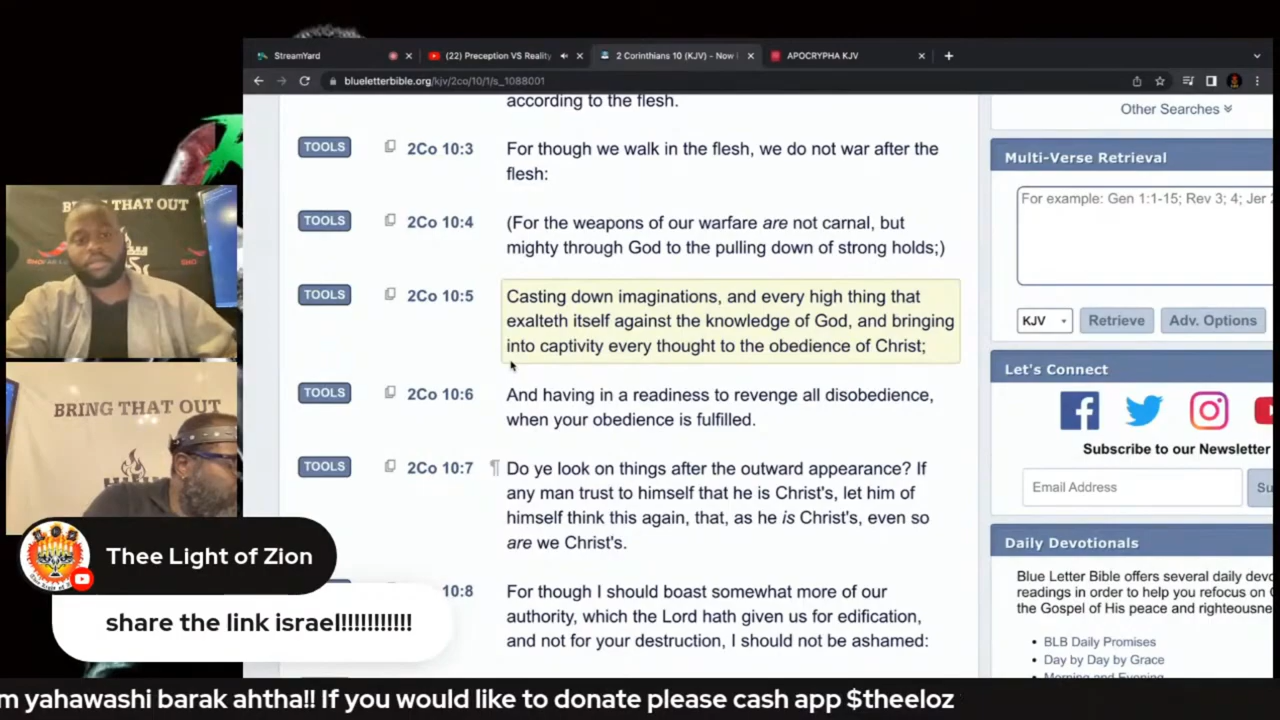 StreamYard
(22) Preception VS Reality
2 Corinthians 10 (KJV) - Now
APOCRYPHA KJV
blueletterbible.org/kjv/2co/10/1/s_1088001
according to the flesh.
TOOLS 2Co 10:3 For though we walk in the flesh, we do not war after the
flesh:
TOOLS 2Co 10:4 (For the weapons of our warfare are not carnal, but
mighty through God to the pulling down of strong holds;)
TOOLS 2Co 10:5 Casting down imaginations, and every high thing that
exalteth itself against the knowledge of God, and bringing
into captivity every thought to the obedience of Christ;
TOOLS 2Co 10:6 And having in a readiness to revenge all disobedience,
when your obedience is fulfilled.
TOOLS 2Co 10:7 ¶ Do ye look on things after the outward appearance? If
any man trust to himself that he is Christ's, let him of
himself think this again, that, as he is Christ's, even so
are we Christ's.
10:8 For though I should boast somewhat more of our
authority, which the Lord hath given us for edification,
and not for your destruction, I should not be ashamed:
Other Searches
Multi-Verse Retrieval
For example: Gen 1:1-15; Rev 3; 4; Jer
KJV Retrieve Adv. Options
Let's Connect
Subscribe to our Newsletter
Email Address
Su
Daily Devotionals
Blue Letter Bible offers several daily devo
readings in order to help you refocus on
the Gospel of His peace and righteousne
• BLB Daily Promises
• Day by Day by Grace
• Morning and Evening
BRING THAT OUT
BRING THAT OUT
Thee Light of Zion
share the link israel!!!!!!!!!!!
m yahawashi barak ahtha!! If you would like to donate please cash app $theeloz